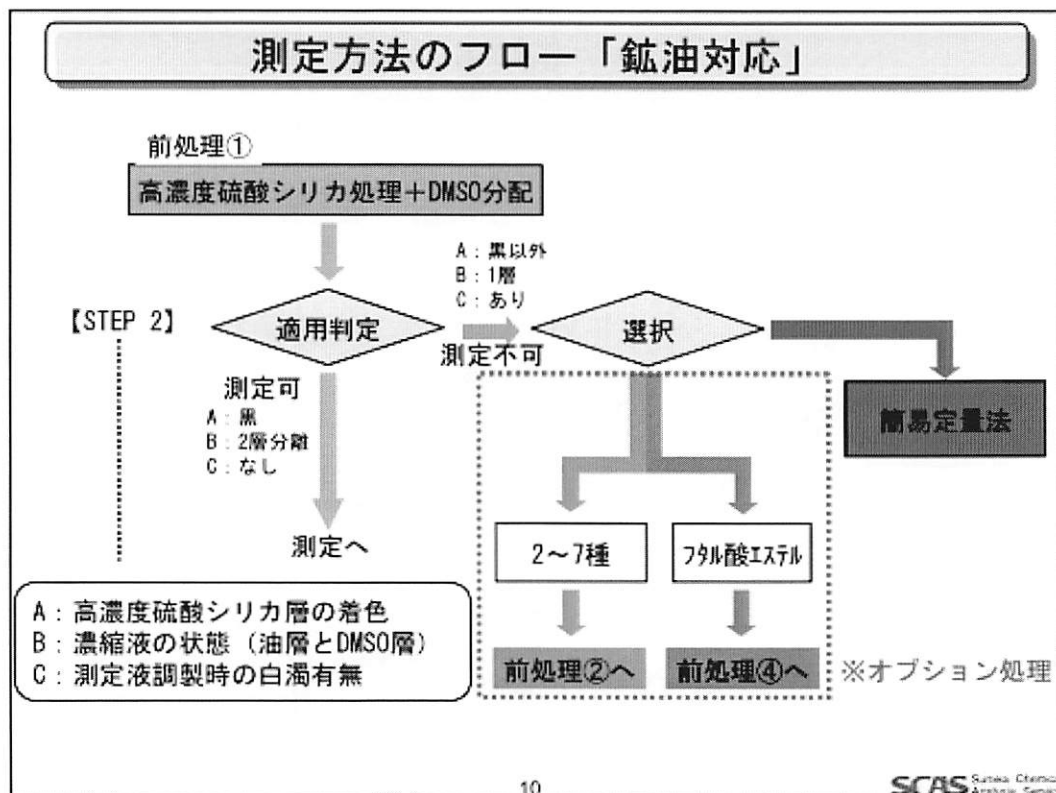 測定方法のフロー「鉱油対応」
前処理①
高濃度硫酸シリカ処理＋DMSO分配
A：黒以外
B：1層
C：あり
【STEP 2】
適用判定
測定不可
選択
簡易定量法
測定可
A：黒
B：2層分離
C：なし
測定へ
2～7種
フタル酸エステル
A：高濃度硫酸シリカ層の着色
B：濃縮液の状態（油層とDMSO層）
C：測定液調製時の白濁有無
前処理②へ
前処理④へ
※オプション処理
10
SCAS